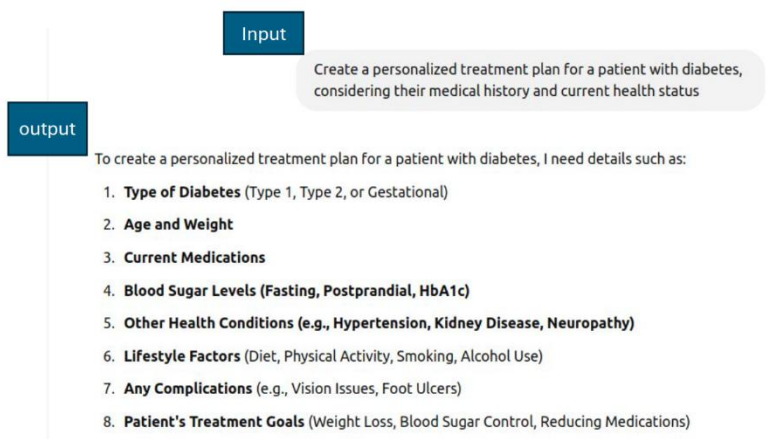 Input
Create a personalized treatment plan for a patient with diabetes,
considering their medical history and current health status
output
To create a personalized treatment plan for a patient with diabetes, I need details such as:
1. Type of Diabetes (Type 1, Type 2, or Gestational)
2. Age and Weight
3. Current Medications
4. Blood Sugar Levels (Fasting, Postprandial, HbA1c)
5. Other Health Conditions (e.g., Hypertension, Kidney Disease, Neuropathy)
6. Lifestyle Factors (Diet, Physical Activity, Smoking, Alcohol Use)
7. Any Complications (e.g., Vision Issues, Foot Ulcers)
8. Patient's Treatment Goals (Weight Loss, Blood Sugar Control, Reducing Medications)